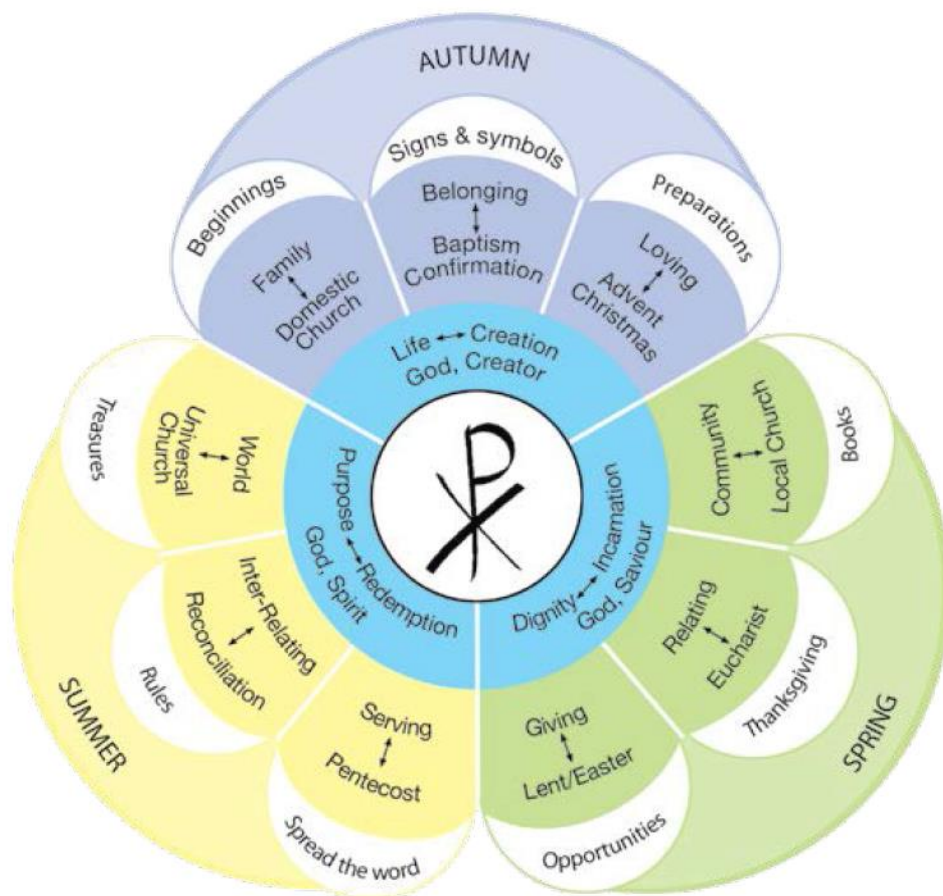 AUTUMN
Beginnings
Family
Domestic
Church
Signs & symbols
Belonging
Baptism
Confirmation
Preparations
Loving
Advent
Christmas
Life Creation
God, Creator
SPRING
Books
Community
Local Church
Thanksgiving
Relating
Eucharist
Opportunities
Giving
Lent/Easter
Dignity Incarnation
God, Saviour
SUMMER
Spread the word
Serving
Pentecost
Rules
Inter-Relating
Reconciliation
Treasures
World
Universal
Church
Purpose Redemption
God, Spirit